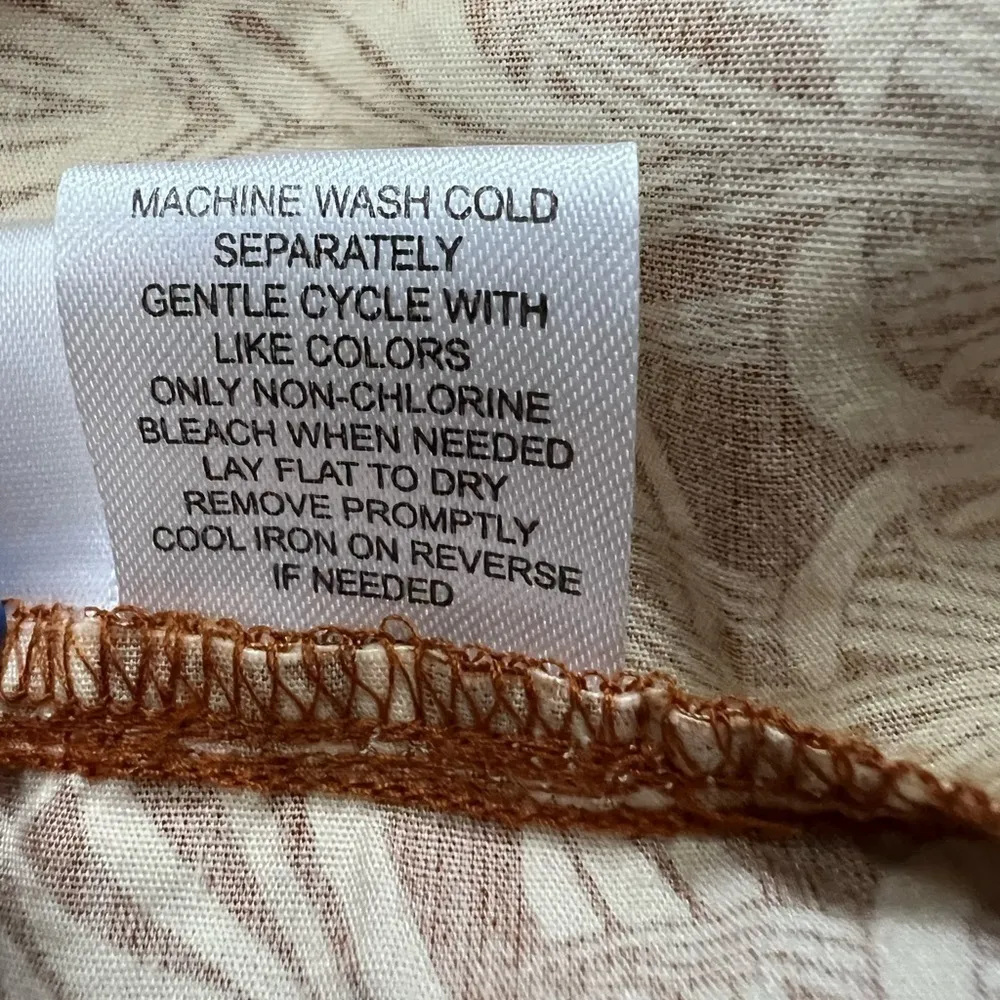 MACHINE WASH COLD
SEPARATELY
GENTLE CYCLE WITH
LIKE COLORS
ONLY NON-CHLORINE
BLEACH WHEN NEEDED
LAY FLAT TO DRY
REMOVE PROMPTLY
COOL IRON ON REVERSE
IF NEEDED